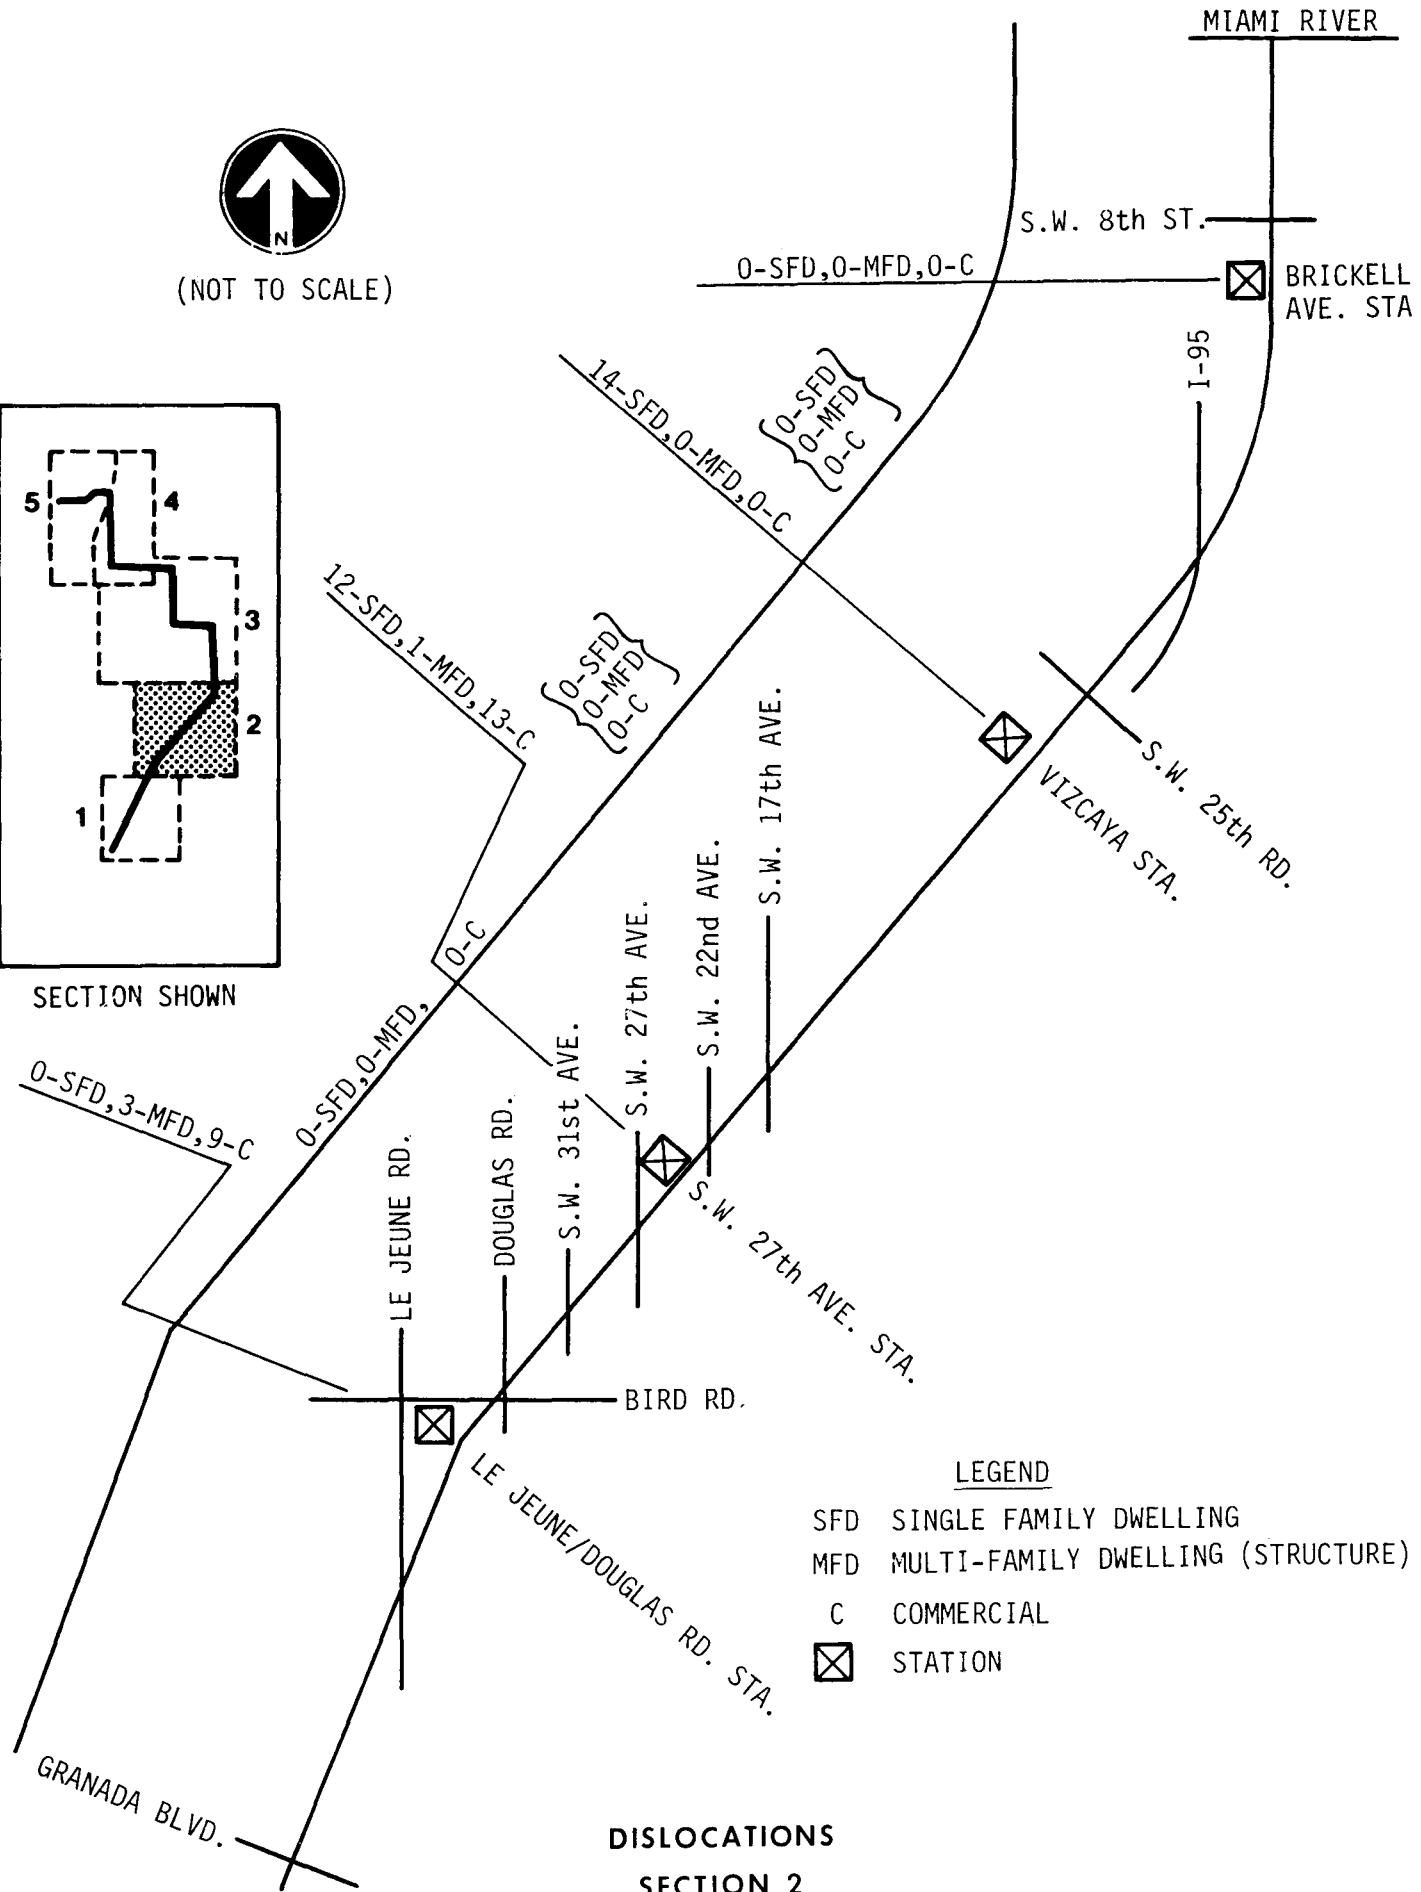 MIAMI RIVER
N
(NOT TO SCALE)
S.W. 8th ST.
0-SFD,0-MFD,0-C
BRICKELL
AVE. STA
I-95
14-SFD,0-MFD,0-C
0-SFD
0-MFD
0-C
5
4
3
2
1
SECTION SHOWN
12-SFD,1-MFD,13-C
0-SFD
0-MFD
0-C
S.W. 25th RD.
VIZCAYA STA.
S.W. 17th AVE.
S.W. 22nd AVE.
S.W. 27th AVE.
S.W. 31st AVE.
DOUGLAS RD.
LE JEUNE RD.
0-SFD,0-MFD, 0-C
0-SFD,3-MFD,9-C
S.W. 27th AVE. STA.
BIRD RD.
LE JEUNE/DOUGLAS RD. STA.
GRANADA BLVD.
LEGEND
SFD SINGLE FAMILY DWELLING
MFD MULTI-FAMILY DWELLING (STRUCTURE)
C COMMERCIAL
STATION
DISLOCATIONS
SECTION 2